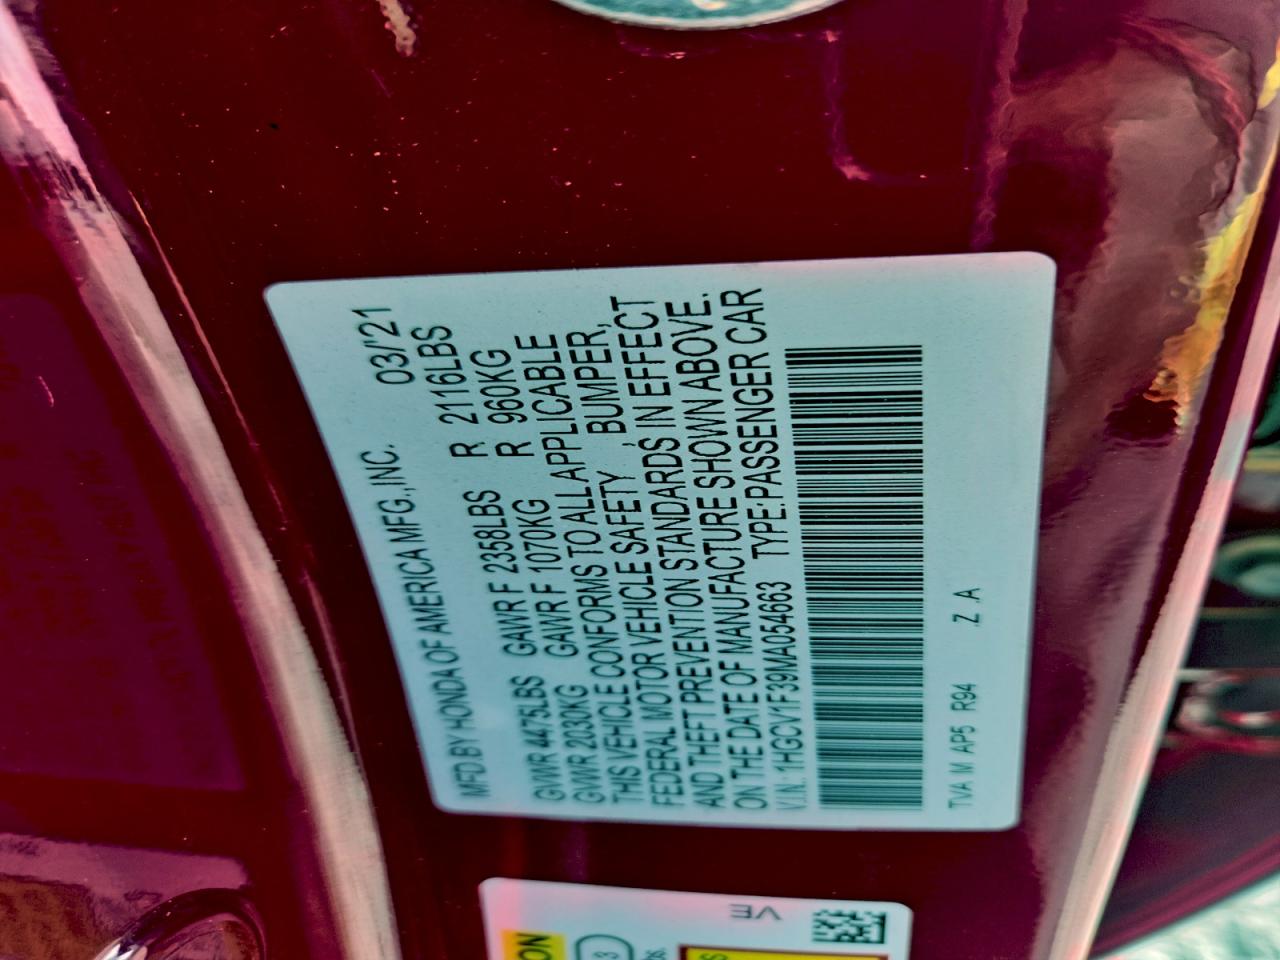 MFD BY HONDA OF AMERICA MFG.,INC. 03/'21
GVWR 4475LBS GAWR F 2358LBS R 2116LBS
GVWR 2030KG GAWR F 1070KG R 960KG
THIS VEHICLE CONFORMS TO ALL APPLICABLE
FEDERAL MOTOR VEHICLE SAFETY ,BUMPER,
AND THEFT PREVENTION STANDARDS IN EFFECT
ON THE DATE OF MANUFACTURE SHOWN ABOVE.
V.I.N.: 1HGCV1F39MA054663 TYPE:PASSENGER CAR
TVA M AP5 R94 .Z .A
VE
ON
3
S